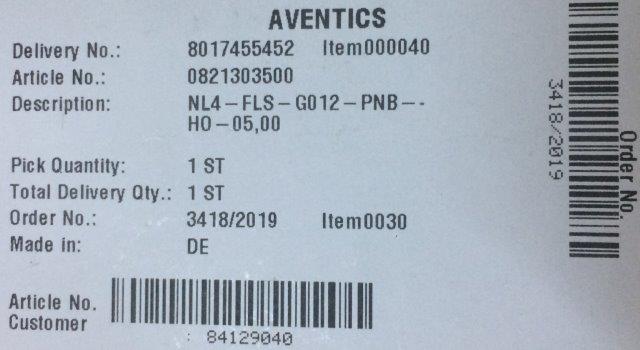 AVENTICS
Delivery No.: 8017455452 Item000040
Article No.: 0821303500
Description: NL4-FLS-G012-PNB--
HO-05,00
Pick Quantity: 1 ST
Total Delivery Qty.: 1 ST
Order No.: 3418/2019 Item0030
Made in: DE
Article No.
Customer
: 84129040
3418/2019
Order No.